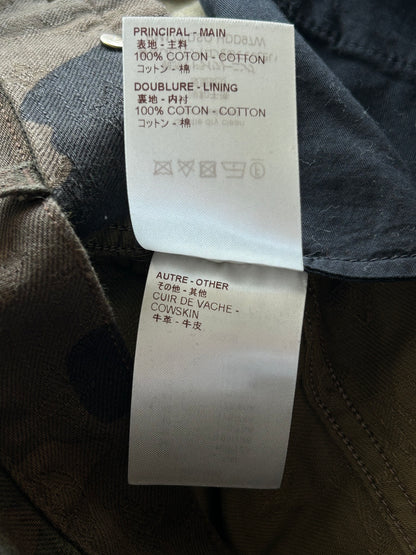 PRINCIPAL - MAIN
表地 - 主料
100% COTON - COTTON
コットン - 棉
DOUBLURE - LINING
裏地 - 内衬
100% COTON - COTTON
コットン - 棉
AUTRE - OTHER
その他 - 其他
CUIR DE VACHE -
COWSKIN
牛革 - 牛皮